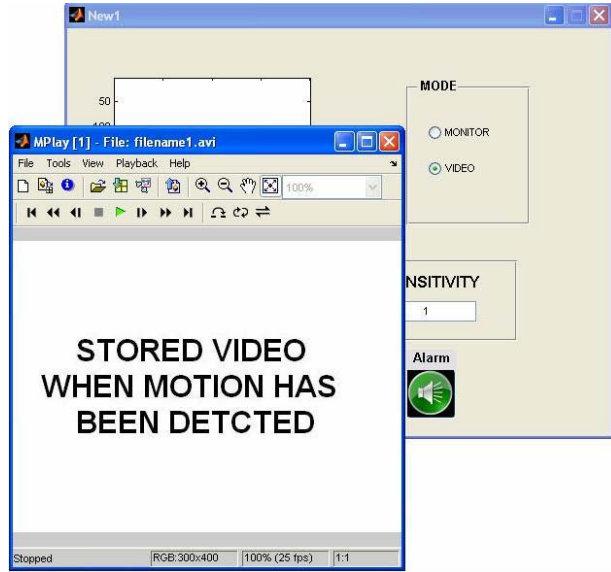 New1
50
100
MODE
MONITOR
VIDEO
MPlay [1] - File: filename1.avi
File Tools View Playback Help
100%
NSITIVITY
1
STORED VIDEO
WHEN MOTION HAS
BEEN DETCTED
Alarm
Stopped RGB:300x400 100% (25 fps) 1:1